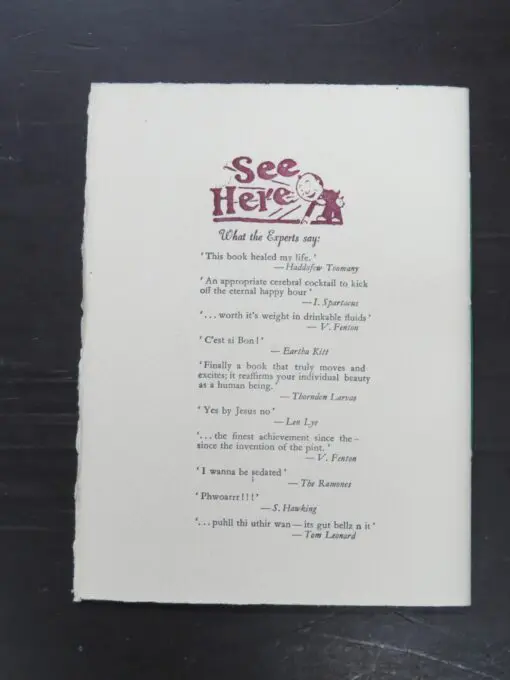 See
Here
What the Experts say:
'This book healed my life.'
— Haddofew Toomany
'An appropriate cerebral cocktail to kick
off the eternal happy hour'
— I. Spartacus
'... worth it's weight in drinkable fluids'
— V. Fenton
'C'est si Bon!'
— Eartha Kitt
'Finally a book that truly moves and
excites; it reaffirms your individual beauty
as a human being.'
— Thornden Larvae
'Yes by Jesus no'
— Len Lye
'... the finest achievement since the –
since the invention of the pint.'
— V. Fenton
'I wanna be sedated'
— The Ramones
'Phwoarrr!!!'
— S. Hawking
'... puhll thi uthir wan — its gut bellz n it'
— Tom Leonard